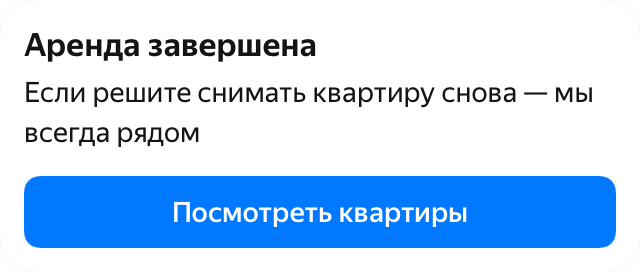 Аренда завершена
Если решите снимать квартиру снова — мы
всегда рядом
Посмотреть квартиры